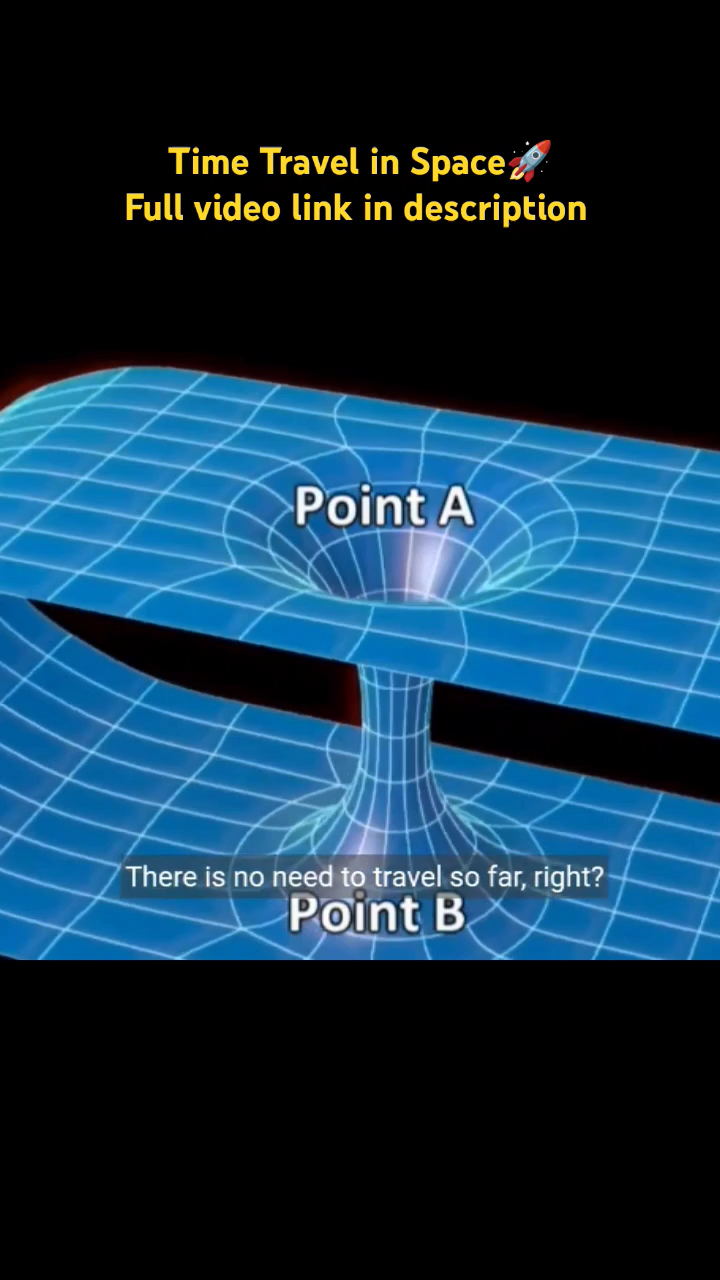 Time Travel in Space🚀
Full video link in description
Point A
There is no need to travel so far, right?
Point B